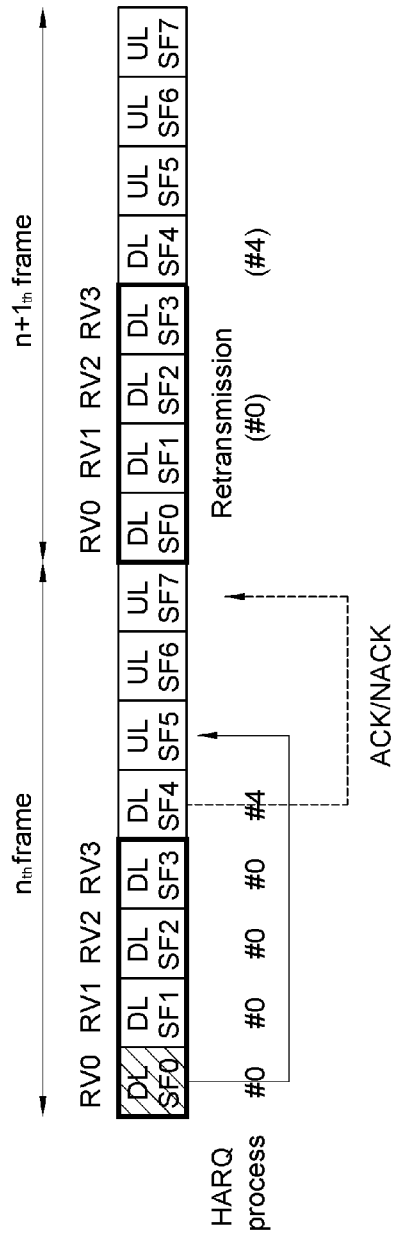 nth frame
n+1th frame
RV0 RV1 RV2 RV3
RV0 RV1 RV2 RV3
DL SF0
DL SF1
DL SF2
DL SF3
DL SF4
UL SF5
UL SF6
UL SF7
DL SF0
DL SF1
DL SF2
DL SF3
DL SF4
UL SF5
UL SF6
UL SF7
HARQ
process
#0 #0 #0 #0 #4
Retransmission
(#0)
(#4)
ACK/NACK